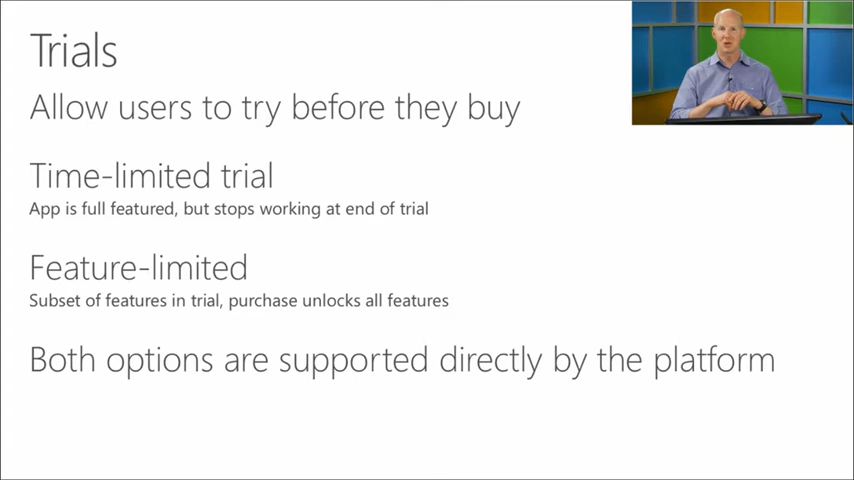 Trials
Allow users to try before they buy
Time-limited trial
App is full featured, but stops working at end of trial
Feature-limited
Subset of features in trial, purchase unlocks all features
Both options are supported directly by the platform